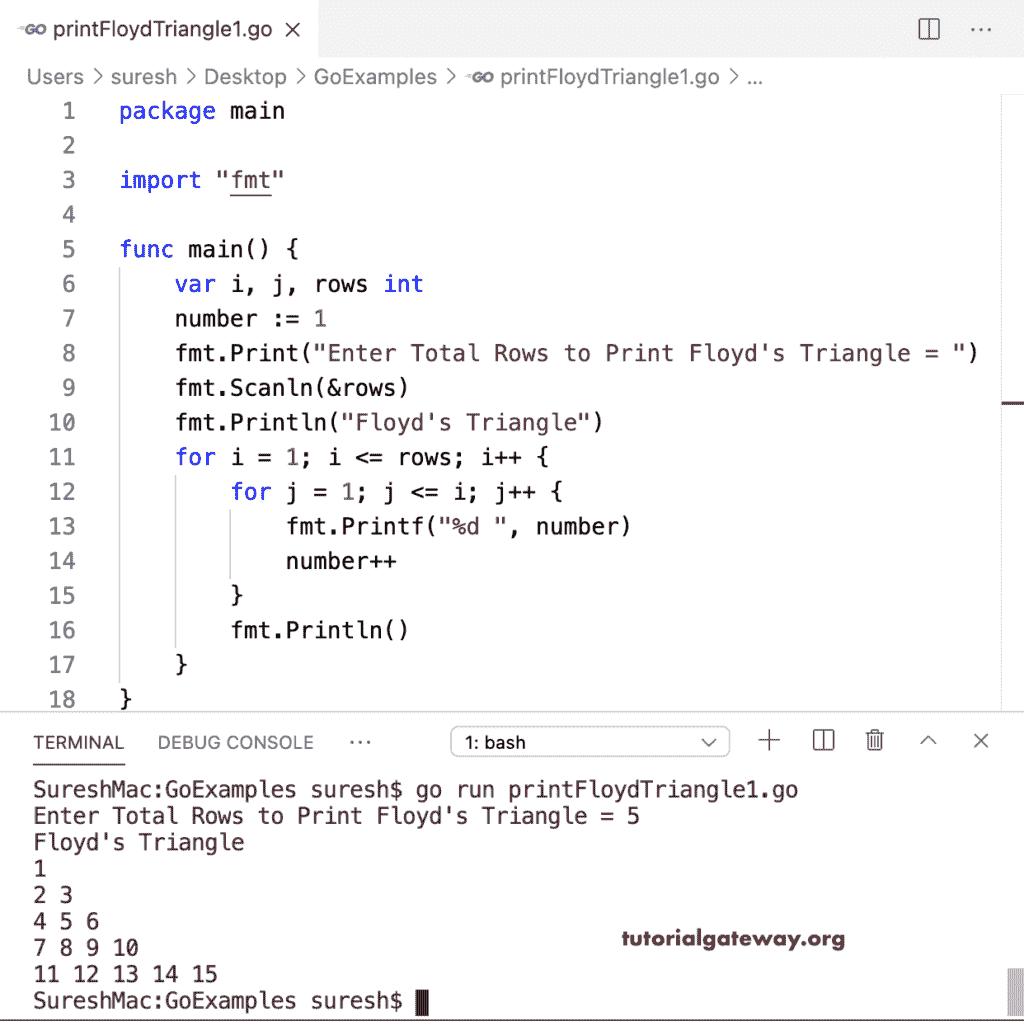 GO printFloydTriangle1.go ×
Users > suresh > Desktop > GoExamples > GO printFloydTriangle1.go > ...
1 package main
2
3 import "fmt"
4
5 func main() {
6     var i, j, rows int
7     number := 1
8     fmt.Print("Enter Total Rows to Print Floyd's Triangle = ")
9     fmt.Scanln(&rows)
10     fmt.Println("Floyd's Triangle")
11     for i = 1; i <= rows; i++ {
12         for j = 1; j <= i; j++ {
13             fmt.Printf("%d ", number)
14             number++
15         }
16         fmt.Println()
17     }
18 }
TERMINAL DEBUG CONSOLE ... 1: bash
SureshMac:GoExamples suresh$ go run printFloydTriangle1.go
Enter Total Rows to Print Floyd's Triangle = 5
Floyd's Triangle
1
2 3
4 5 6
7 8 9 10
11 12 13 14 15
SureshMac:GoExamples suresh$
tutorialgateway.org